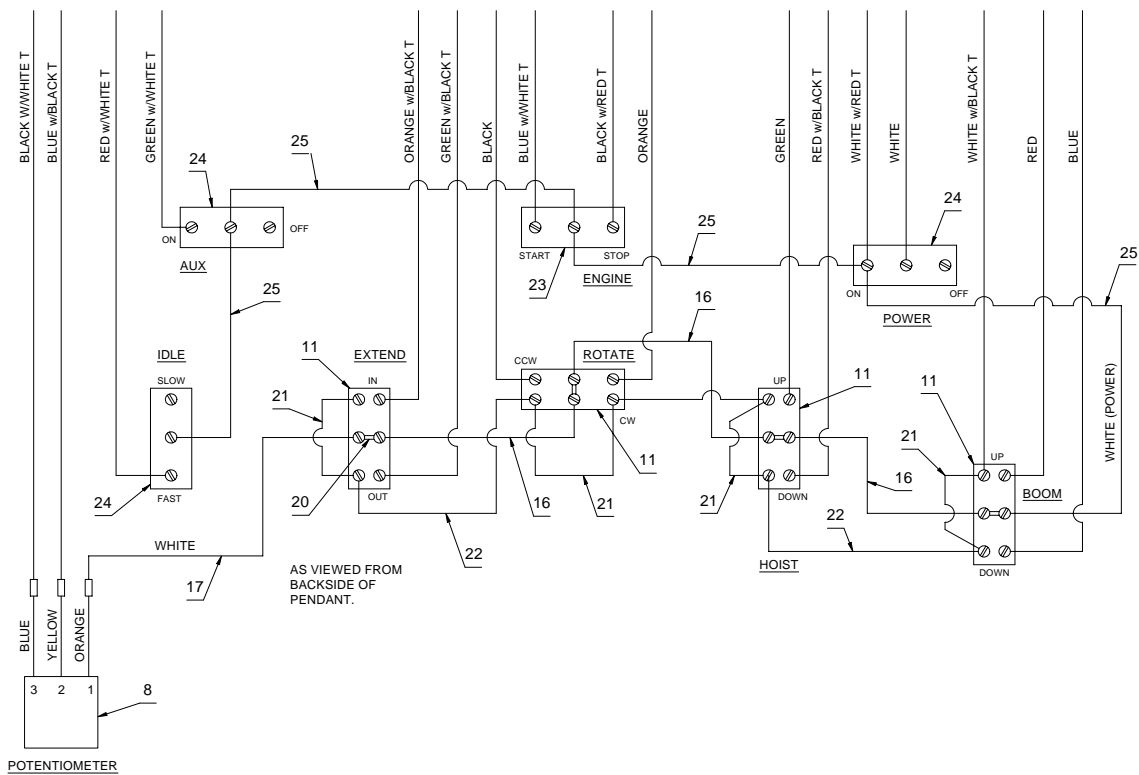 BLACK W/WHITE T
BLUE w/BLACK T
RED w/WHITE T
GREEN w/WHITE T
ORANGE w/BLACK T
GREEN w/BLACK T
BLACK
BLUE w/WHITE T
BLACK w/RED T
ORANGE
GREEN
RED w/BLACK T
WHITE w/RED T
WHITE
WHITE w/BLACK T
RED
BLUE
24
25
ON
OFF
AUX
START
STOP
23
ENGINE
25
24
ON
OFF
POWER
25
25
IDLE
SLOW
FAST
24
11
EXTEND
IN
21
OUT
20
16
CCW
ROTATE
CW
11
16
21
22
UP
11
21
DOWN
HOIST
16
22
11
UP
21
BOOM
DOWN
WHITE (POWER)
WHITE
17
AS VIEWED FROM
BACKSIDE OF
PENDANT.
BLUE
YELLOW
ORANGE
3
2
1
8
POTENTIOMETER